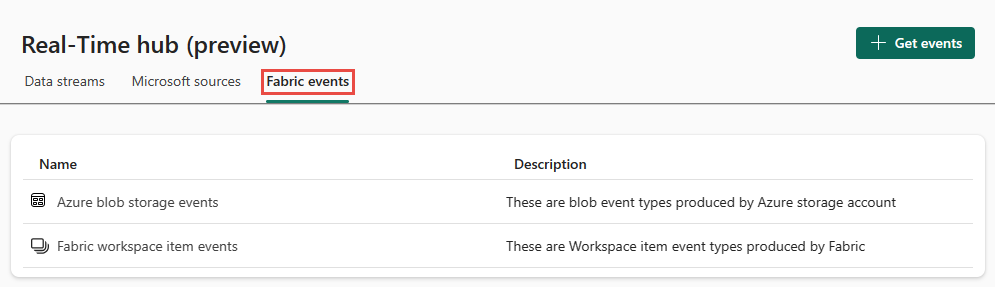 Real-Time hub (preview)
Get events
Data streams Microsoft sources Fabric events
Name Description
Azure blob storage events These are blob event types produced by Azure storage account
Fabric workspace item events These are Workspace item event types produced by Fabric